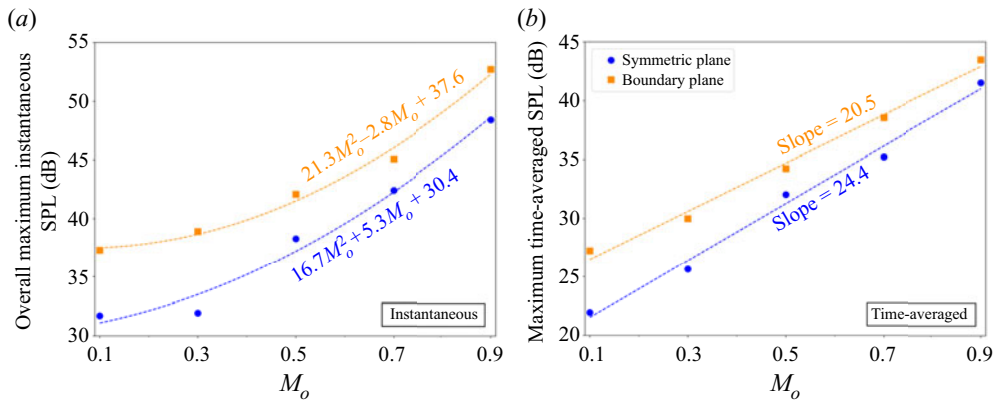 (a)
55
50
45
40
35
30
0.1 0.3 0.5 0.7 0.9
Overall maximum instantaneous
SPL (dB)
M_o
21.3M_o^2–2.8M_o + 37.6
16.7M_o^2+5.3M_o + 30.4
Instantaneous
(b)
45
40
35
30
25
20
0.1 0.3 0.5 0.7 0.9
Maximum time-averaged SPL (dB)
M_o
Symmetric plane
Boundary plane
Slope = 20.5
Slope = 24.4
Time-averaged